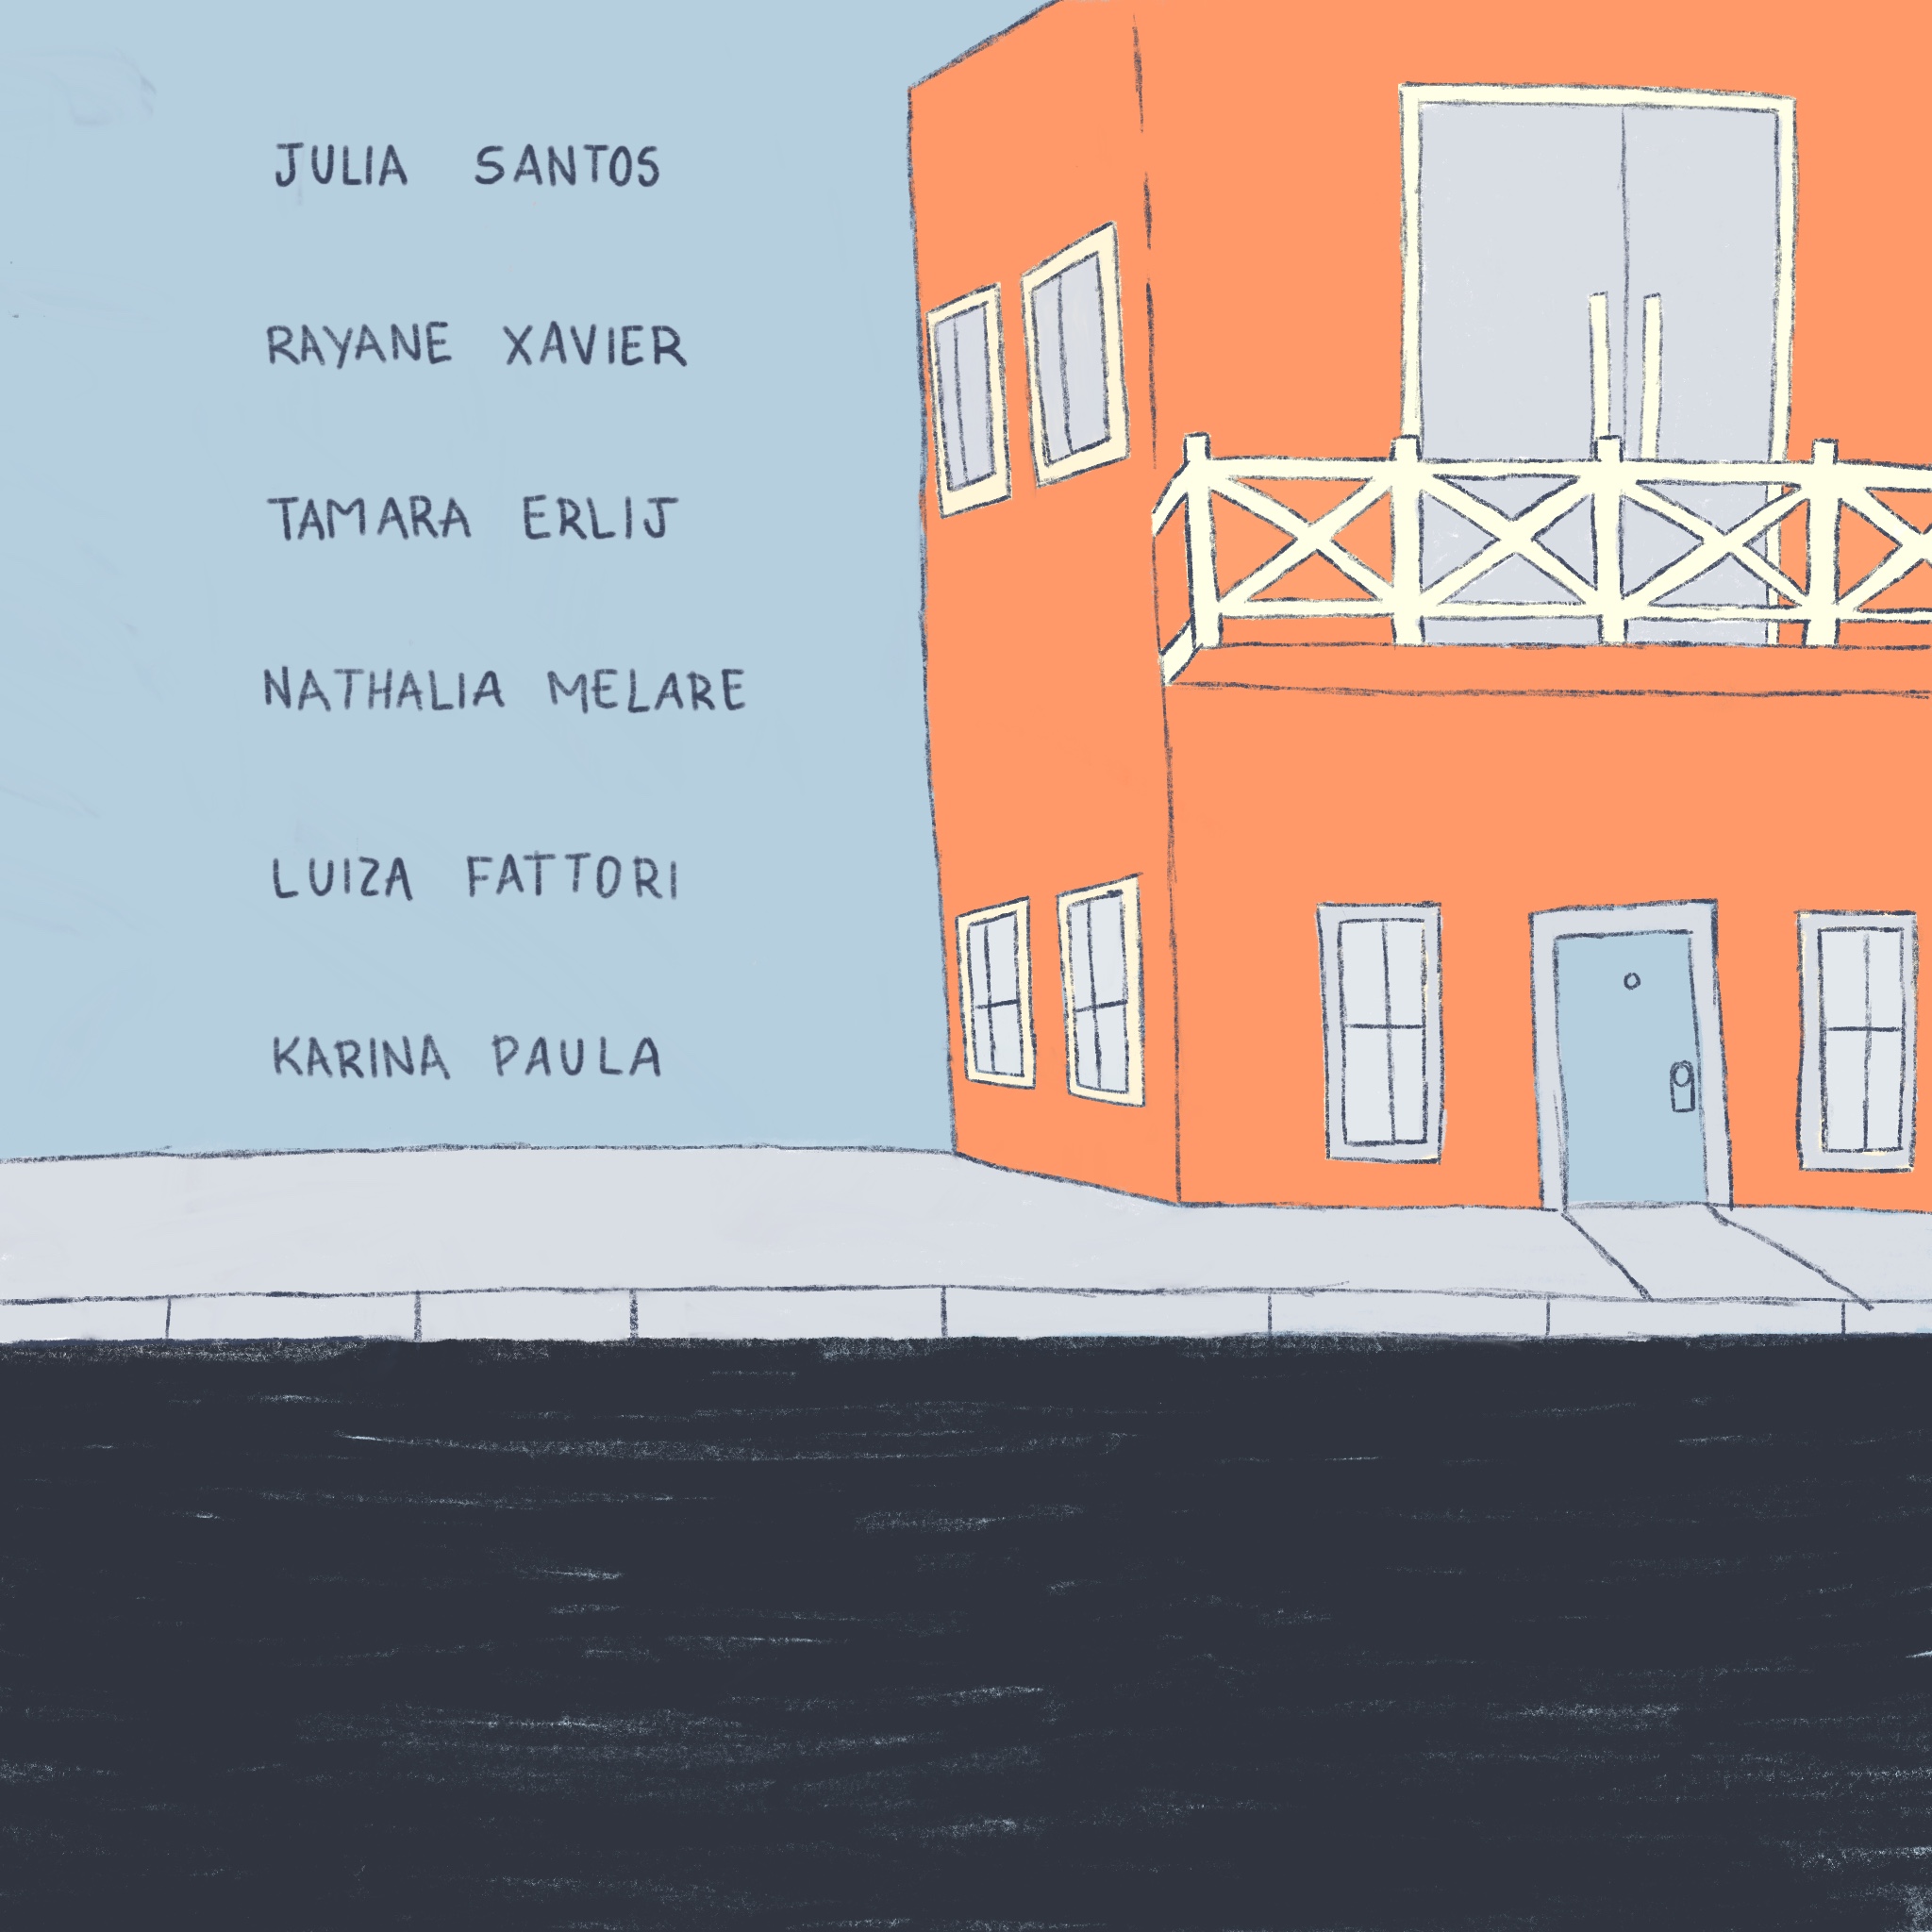 JULIA SANTOS
RAYANE XAVIER
TAMARA ERLIJ
NATHALIA MELARE
LUIZA FATTORI
KARINA PAULA